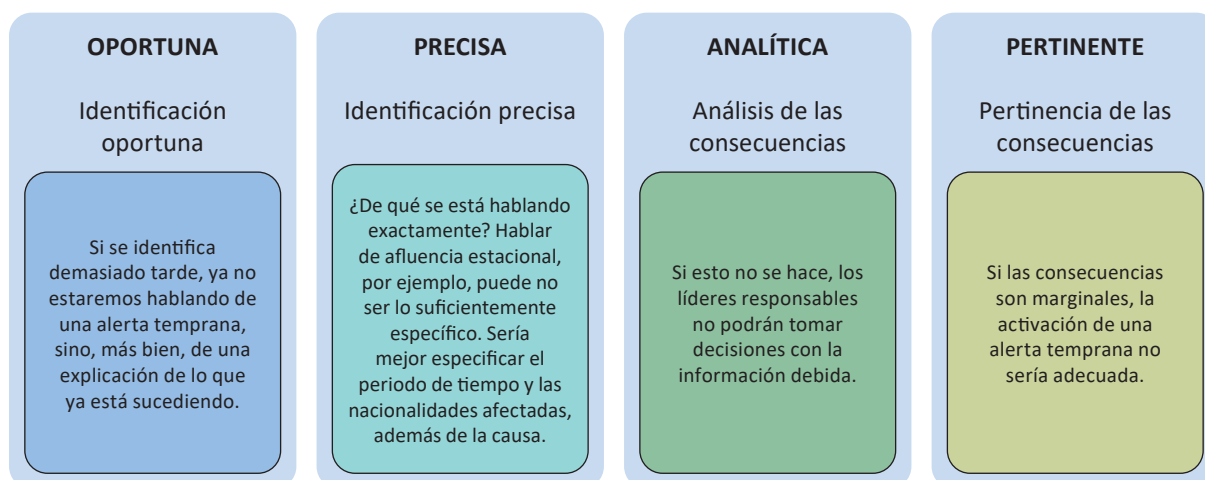 OPORTUNA
Identificación
oportuna
Si se identifica
demasiado tarde, ya no
estaremos hablando de
una alerta temprana,
sino, más bien, de una
explicación de lo que
ya está sucediendo.
PRECISA
Identificación precisa
¿De qué se está hablando
exactamente? Hablar
de afluencia estacional,
por ejemplo, puede no
ser lo suficientemente
específico. Sería
mejor especificar el
periodo de tiempo y las
nacionalidades afectadas,
además de la causa.
ANALÍTICA
Análisis de las
consecuencias
Si esto no se hace, los
líderes responsables
no podrán tomar
decisiones con la
información debida.
PERTINENTE
Pertinencia de las
consecuencias
Si las consecuencias
son marginales, la
activación de una
alerta temprana no
sería adecuada.